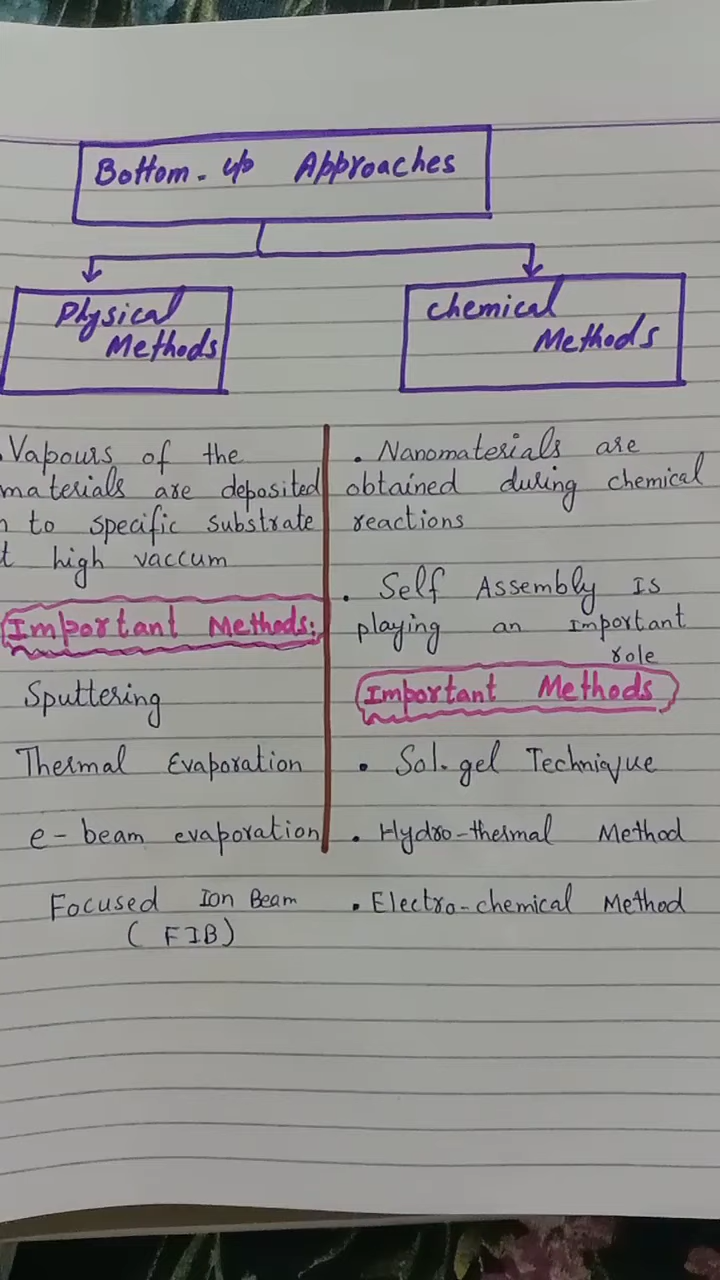 Bottom-up Approaches
Physical
Methods
Chemical
Methods
Vapours of the
materials are deposited
to specific substrate
high vaccum
Important Methods:
Sputtering
Thermal Evaporation
e-beam evaporation
Focused Ion Beam
(FIB)
• Nanomaterials are
obtained during chemical
reactions
• Self Assembly Is
playing an important
role
Important Methods
• Sol-gel Technique
• Hydro-thermal Method
• Electro-chemical Method